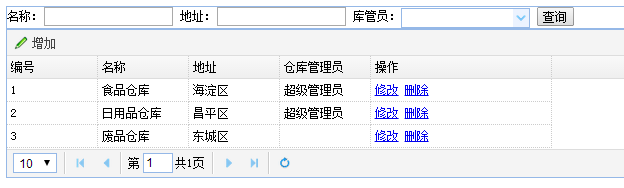 名称： 地址： 库管员： 查询
增加
编号 名称 地址 仓库管理员 操作
1 食品仓库 海淀区 超级管理员 修改 删除
2 日用品仓库 昌平区 超级管理员 修改 删除
3 废品仓库 东城区 修改 删除
10 第 1 共1页